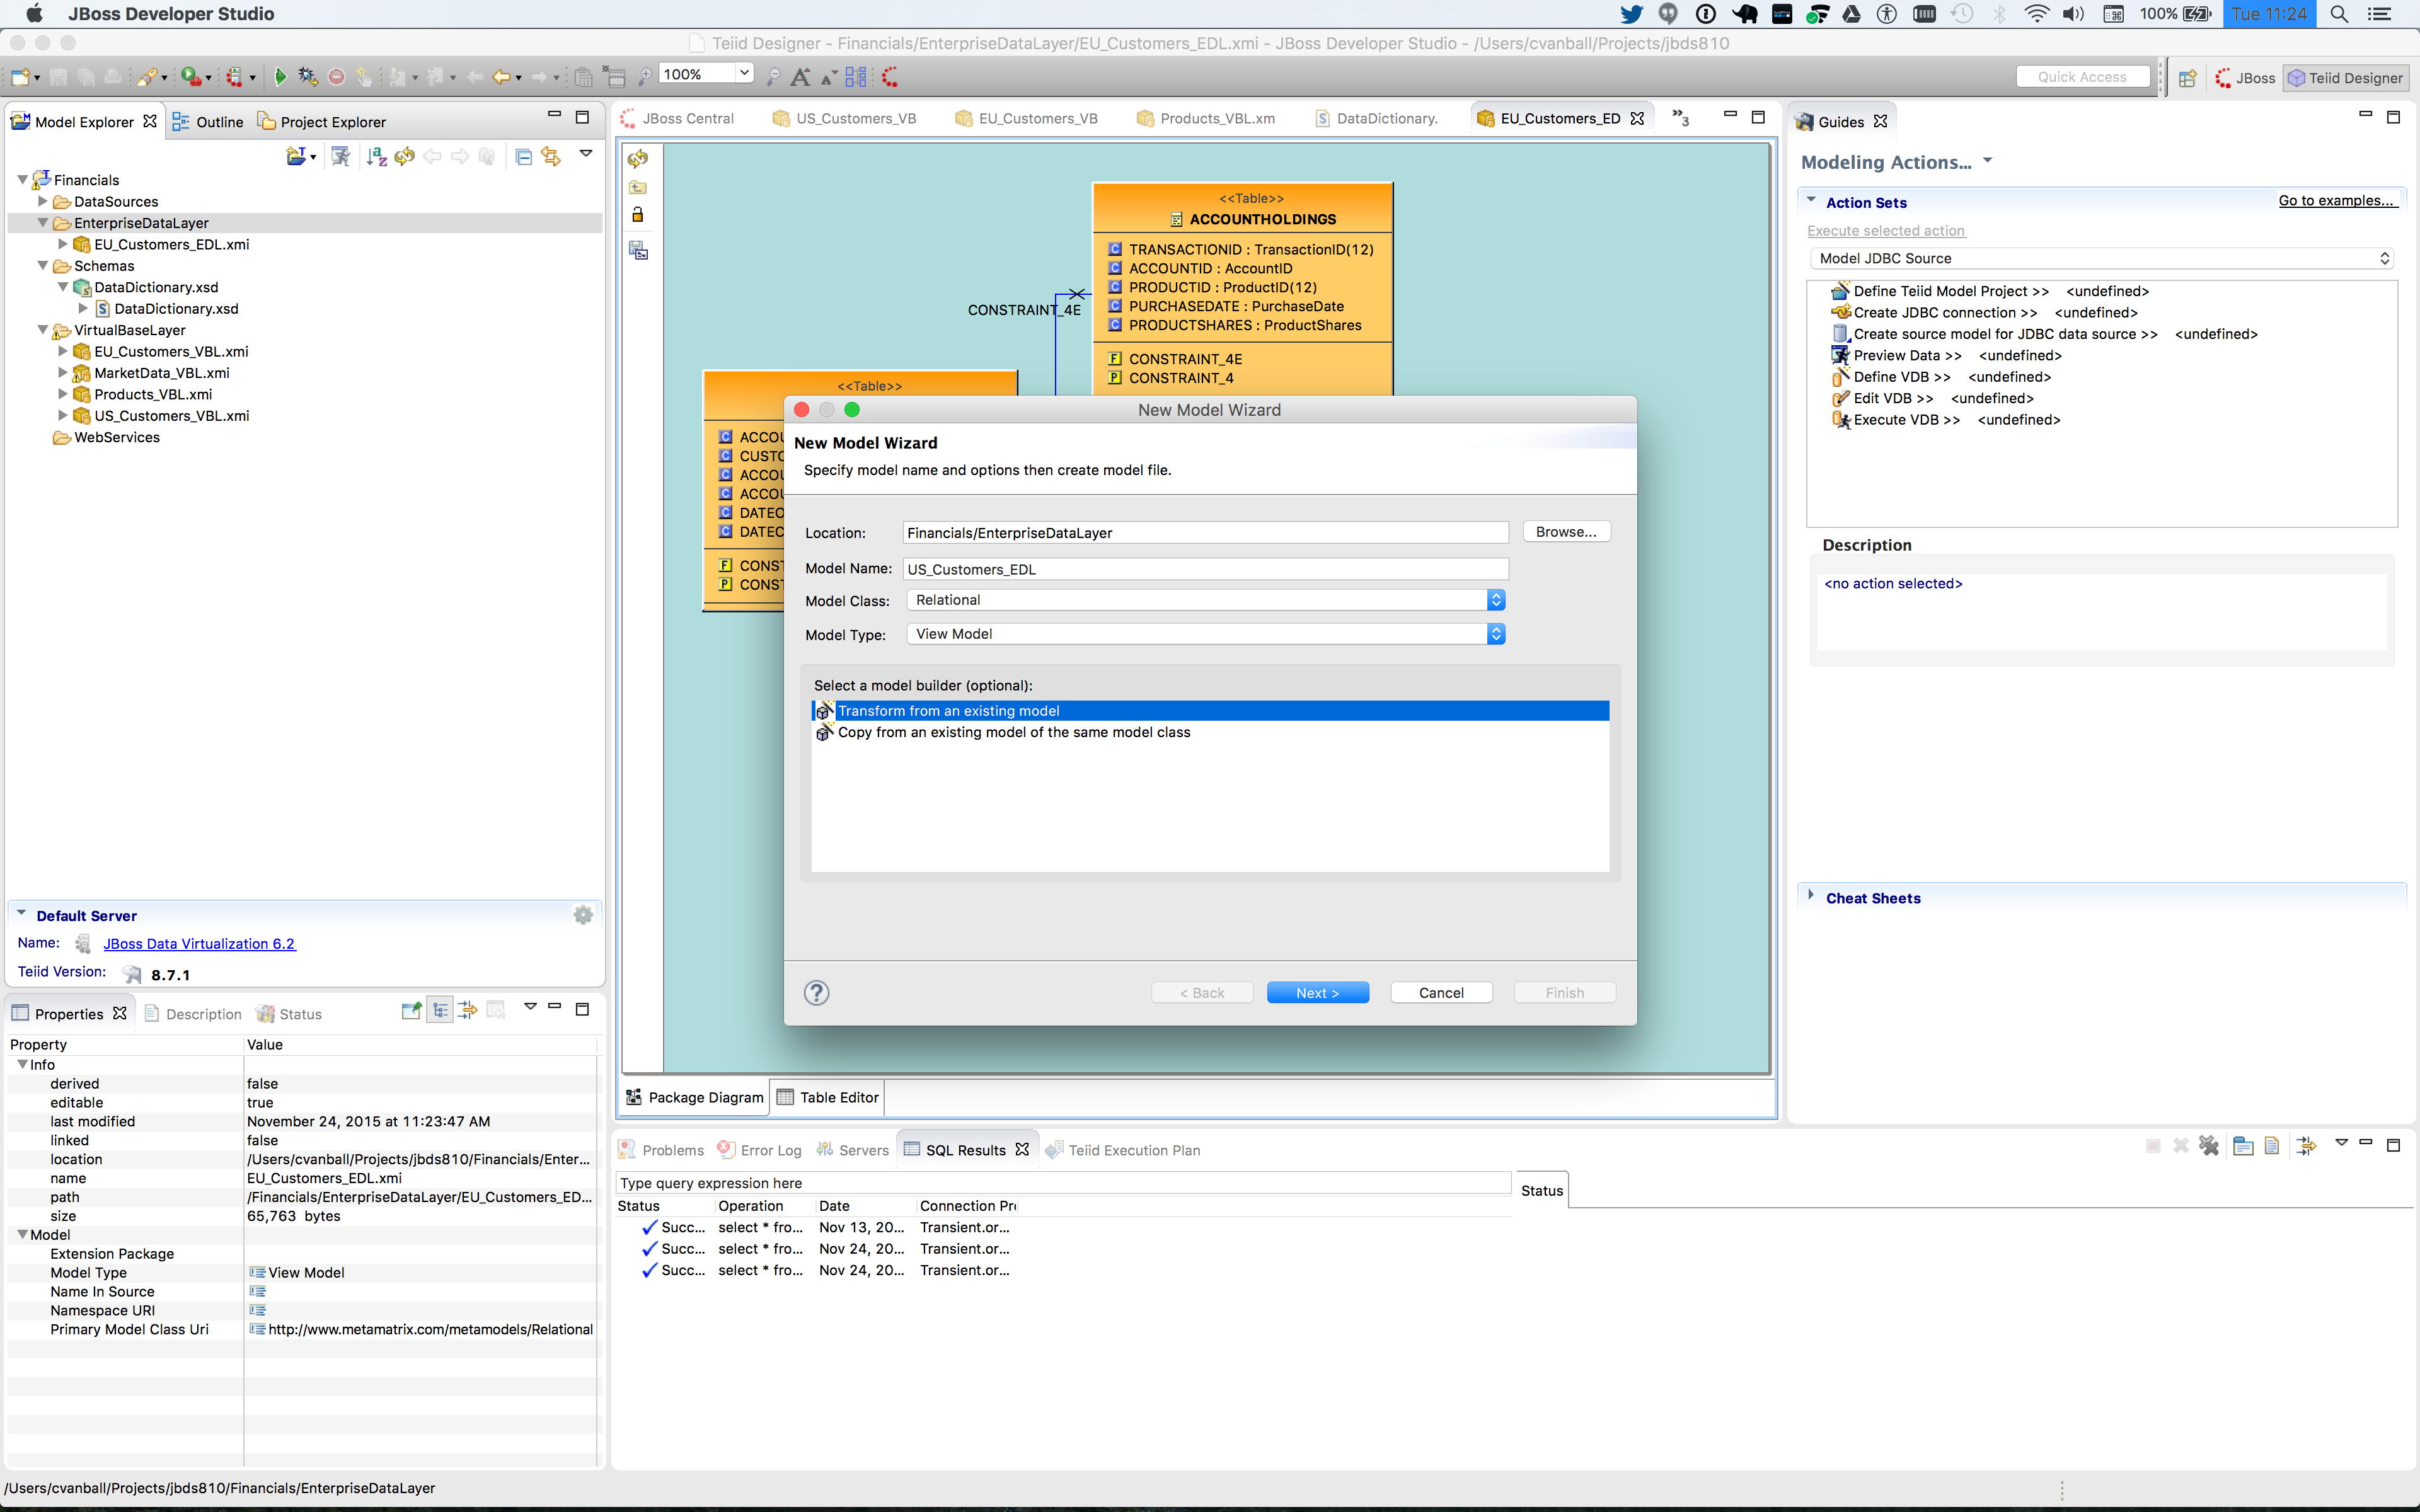 JBoss Developer Studio
100%
Tue 11:24
Teiid Designer - Financials/EnterpriseDataLayer/EU_Customers_EDL.xmi - JBoss Developer Studio - /Users/cvanball/Projects/jbds810
100%
Quick Access
JBoss
Teiid Designer
Model Explorer
Outline
Project Explorer
Financials
DataSources
EnterpriseDataLayer
EU_Customers_EDL.xmi
Schemas
DataDictionary.xsd
DataDictionary.xsd
VirtualBaseLayer
EU_Customers_VBL.xmi
MarketData_VBL.xmi
Products_VBL.xmi
US_Customers_VBL.xmi
WebServices
Default Server
Name: JBoss Data Virtualization 6.2
Teiid Version: 8.7.1
Properties
Description
Status
Property Value
Info
derived false
editable true
last modified November 24, 2015 at 11:23:47 AM
linked false
location /Users/cvanball/Projects/jbds810/Financials/Enter...
name EU_Customers_EDL.xmi
path /Financials/EnterpriseDataLayer/EU_Customers_ED...
size 65,763 bytes
Model
Extension Package
Model Type View Model
Name In Source
Namespace URI
Primary Model Class Uri http://www.metamatrix.com/metamodels/Relational
/Users/cvanball/Projects/jbds810/Financials/EnterpriseDataLayer
JBoss Central
US_Customers_VB
EU_Customers_VB
Products_VBL.xm
DataDictionary.
EU_Customers_ED
»3
<<Table>>
ACCOUNTHOLDINGS
TRANSACTIONID : TransactionID(12)
ACCOUNTID : AccountID
PRODUCTID : ProductID(12)
PURCHASEDATE : PurchaseDate
PRODUCTSHARES : ProductShares
F CONSTRAINT_4E
P CONSTRAINT_4
CONSTRAINT_4E
<<Table>>
C ACCOU
C CUSTO
C ACCOU
C ACCOU
C DATEO
C DATEC
F CONST
P CONST
New Model Wizard
New Model Wizard
Specify model name and options then create model file.
Location: Financials/EnterpriseDataLayer Browse...
Model Name: US_Customers_EDL
Model Class: Relational
Model Type: View Model
Select a model builder (optional):
Transform from an existing model
Copy from an existing model of the same model class
?
< Back
Next >
Cancel
Finish
Package Diagram
Table Editor
Problems
Error Log
Servers
SQL Results
Teiid Execution Plan
Type query expression here
Status Operation Date Connection Pr
Succ... select * fro... Nov 13, 20... Transient.or...
Succ... select * fro... Nov 24, 20... Transient.or...
Succ... select * fro... Nov 24, 20... Transient.or...
Status
Guides
Modeling Actions...
Action Sets
Go to examples...
Execute selected action
Model JDBC Source
Define Teiid Model Project >> <undefined>
Create JDBC connection >> <undefined>
Create source model for JDBC data source >> <undefined>
Preview Data >> <undefined>
Define VDB >> <undefined>
Edit VDB >> <undefined>
Execute VDB >> <undefined>
Description
<no action selected>
Cheat Sheets